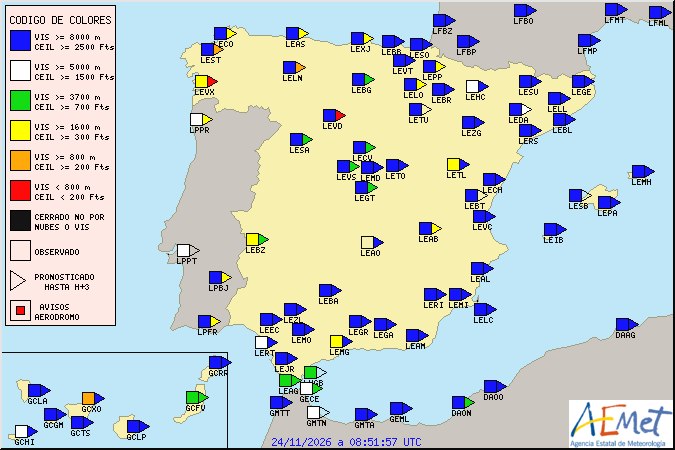 CODIGO DE COLORES
VIS >= 8000 m
CEIL >= 2500 Fts
VIS >= 5000 m
CEIL >= 1500 Fts
VIS >= 3700 m
CEIL >= 700 Fts
VIS >= 1600 m
CEIL >= 300 Fts
VIS >= 800 m
CEIL >= 200 Fts
VIS < 800 m
CEIL < 200 Fts
CERRADO NO POR
NUBES O VIS
OBSERVADO
PRONOSTICADO
HASTA H+3
AVISOS
AERODROMO
LFBO
LFMT
LFML
LFBZ
LECO
LEAS
LEXJ
LEBB
LESO
LFBP
LFMP
LEST
LEVT
LEPP
LELN
LEVX
LEBG
LELO
LEBR
LEHC
LESU
LEGE
LELL
LPPR
LEVD
LETU
LEDA
LEZG
LEBL
LERS
LESA
LECV
LEVS
LEMD
LETO
LETL
LEMH
LEGT
LECH
LEBT
LESB
LEPA
LEVC
LEBZ
LEAO
LEAB
LEIB
LPPT
LPBJ
LEAL
LEBA
LERI
LEMI
LEZL
LELC
LPFR
LEEC
LEMO
LEGR
LEGA
DAAG
LERT
LEMG
LEAM
GCRR
LEJR
LEAG
LXGB
GCLA
GCXO
GCFV
GECE
DAOO
GMTT
GCGM
GCTS
GCLP
GMTN
GMTA
GEML
DAON
GCHI
24/11/2026 a 08:51:57 UTC
AEMet
Agencia Estatal de Meteorología